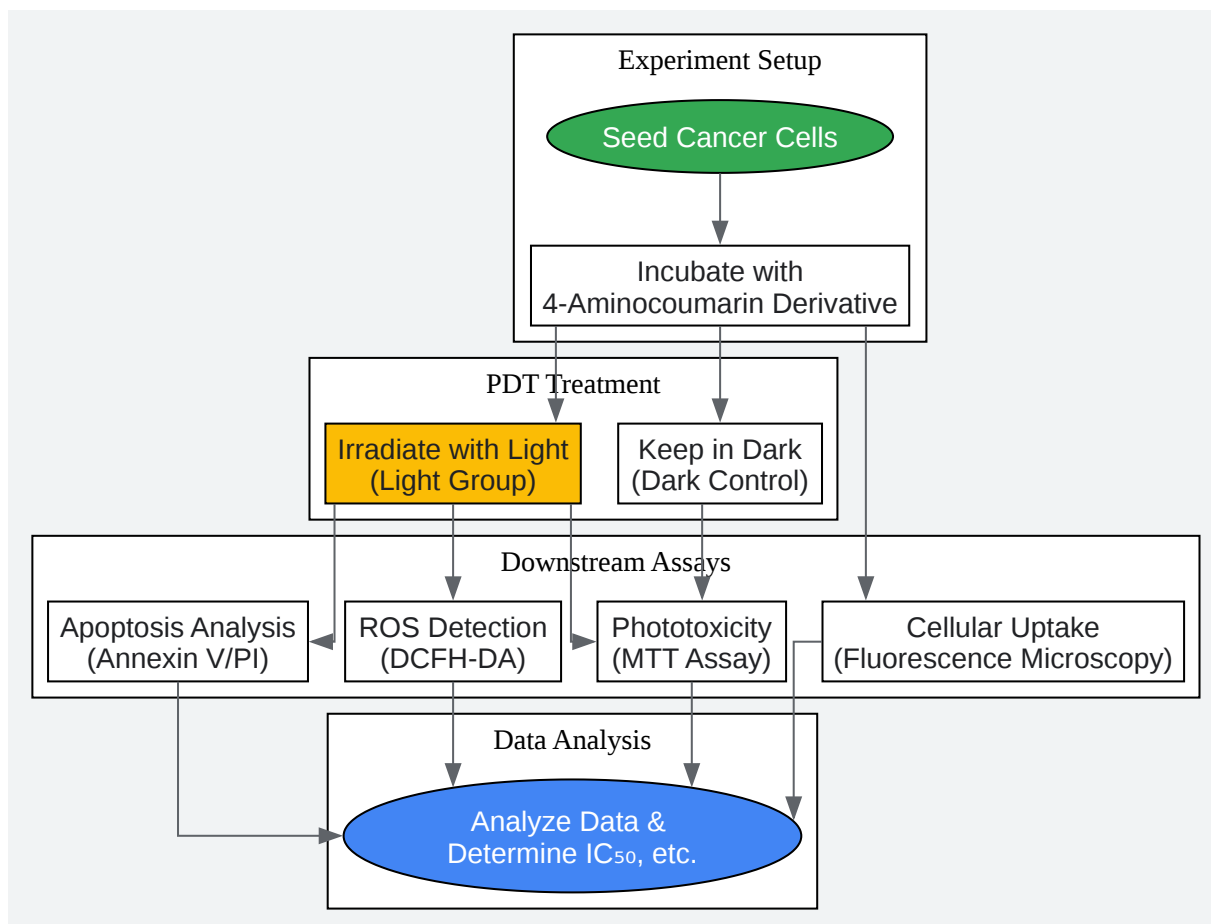 Experiment Setup
Seed Cancer Cells
Incubate with
4-Aminocoumarin Derivative
PDT Treatment
Irradiate with Light
(Light Group)
Keep in Dark
(Dark Control)
Downstream Assays
Apoptosis Analysis
(Annexin V/PI)
ROS Detection
(DCFH-DA)
Phototoxicity
(MTT Assay)
Cellular Uptake
(Fluorescence Microscopy)
Data Analysis
Analyze Data &
Determine IC₅₀, etc.